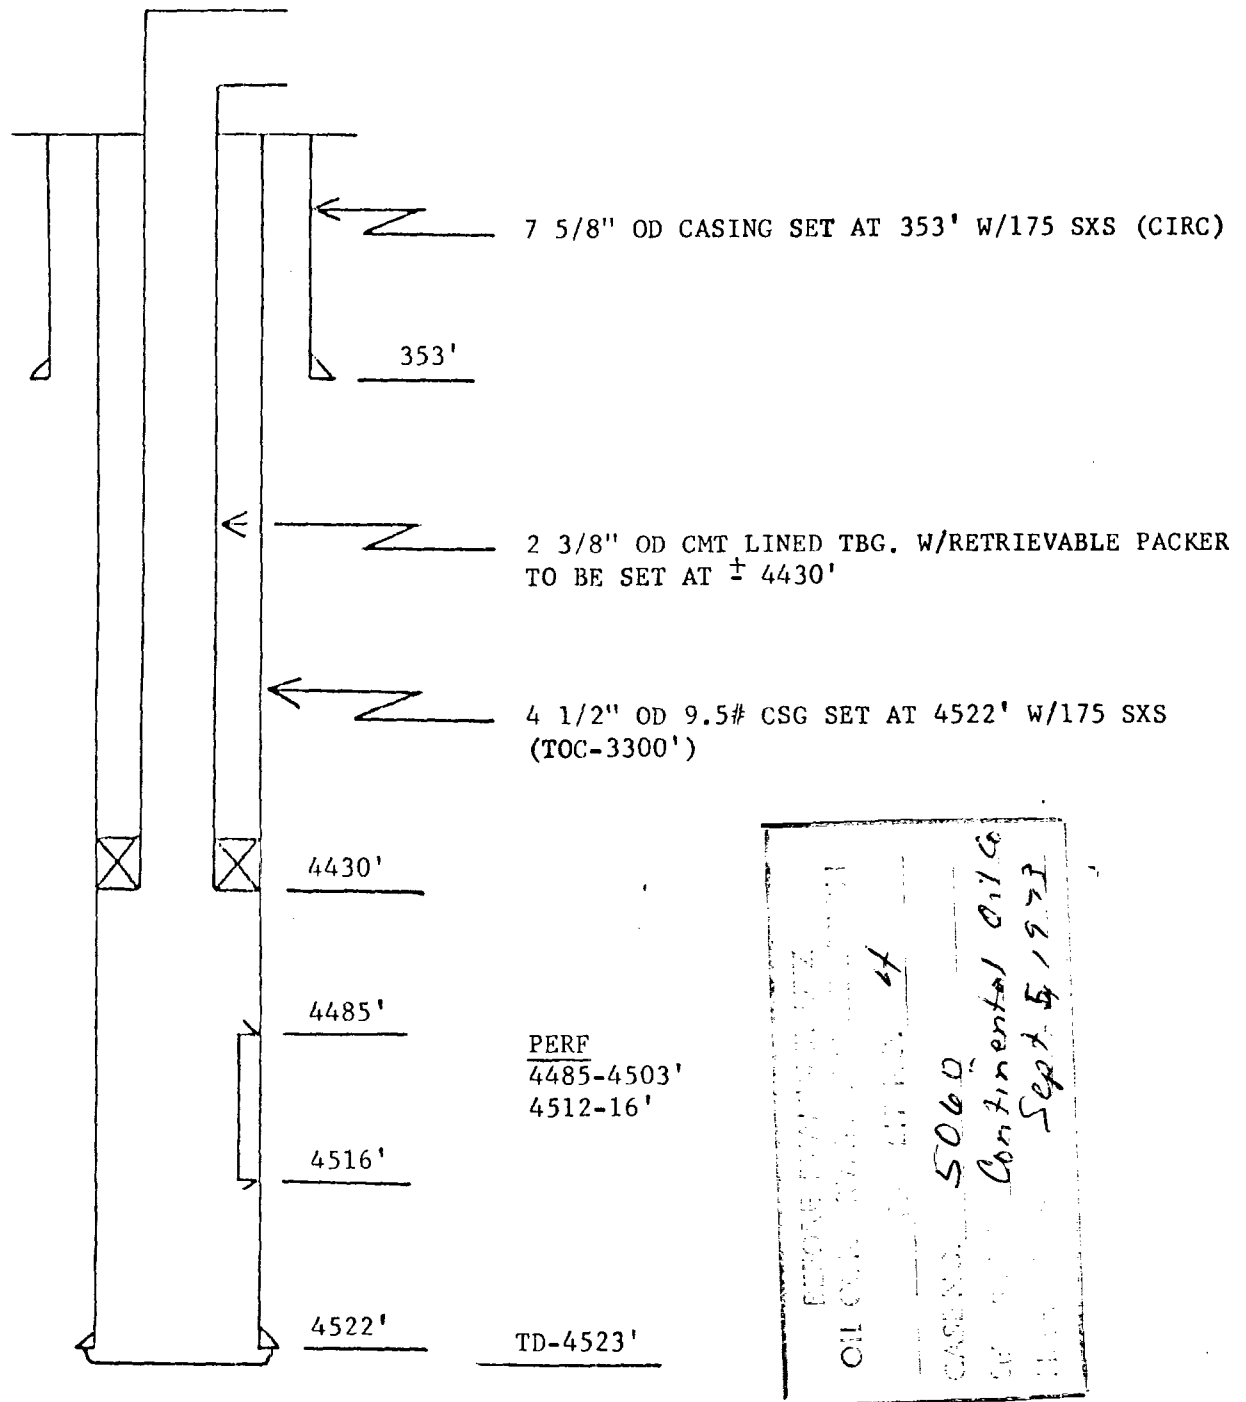 7 5/8" OD CASING SET AT 353' W/175 SXS (CIRC)
353'
2 3/8" OD CMT LINED TBG. W/RETRIEVABLE PACKER
TO BE SET AT ± 4430'
4 1/2" OD 9.5# CSG SET AT 4522' W/175 SXS
(TOC-3300')
4430'
4485'
PERF
4485-4503'
4512-16'
4516'
4522'
TD-4523'
BEFORE
OIL
4
CASE NO. 5060
Continental Oil Co
Sept 5, 1973